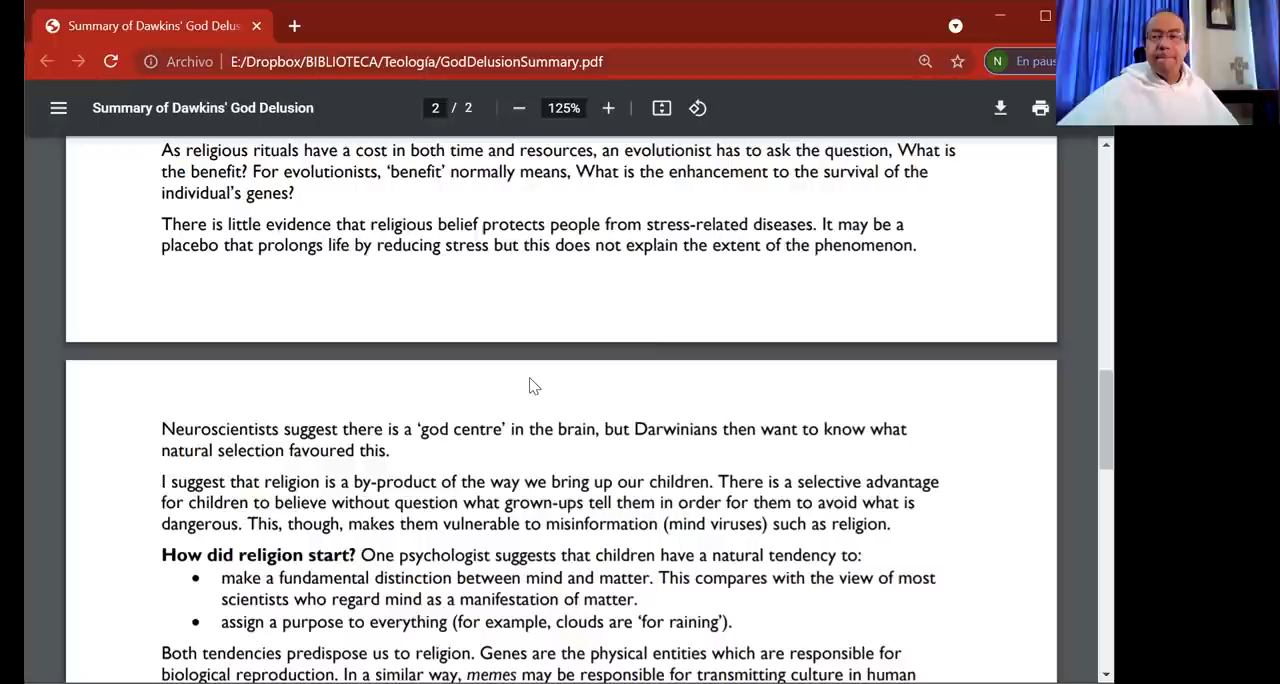 Summary of Dawkins' God Delus
Archivo
E:/Dropbox/BIBLIOTECA/Teología/GodDelusionSummary.pdf
N En paus
Summary of Dawkins' God Delusion
2 / 2
125%
As religious rituals have a cost in both time and resources, an evolutionist has to ask the question, What is
the benefit? For evolutionists, ‘benefit’ normally means, What is the enhancement to the survival of the
individual’s genes?
There is little evidence that religious belief protects people from stress-related diseases. It may be a
placebo that prolongs life by reducing stress but this does not explain the extent of the phenomenon.
Neuroscientists suggest there is a ‘god centre’ in the brain, but Darwinians then want to know what
natural selection favoured this.
I suggest that religion is a by-product of the way we bring up our children. There is a selective advantage
for children to believe without question what grown-ups tell them in order for them to avoid what is
dangerous. This, though, makes them vulnerable to misinformation (mind viruses) such as religion.
How did religion start? One psychologist suggests that children have a natural tendency to:
• make a fundamental distinction between mind and matter. This compares with the view of most
scientists who regard mind as a manifestation of matter.
• assign a purpose to everything (for example, clouds are ‘for raining’).
Both tendencies predispose us to religion. Genes are the physical entities which are responsible for
biological reproduction. In a similar way, memes may be responsible for transmitting culture in human